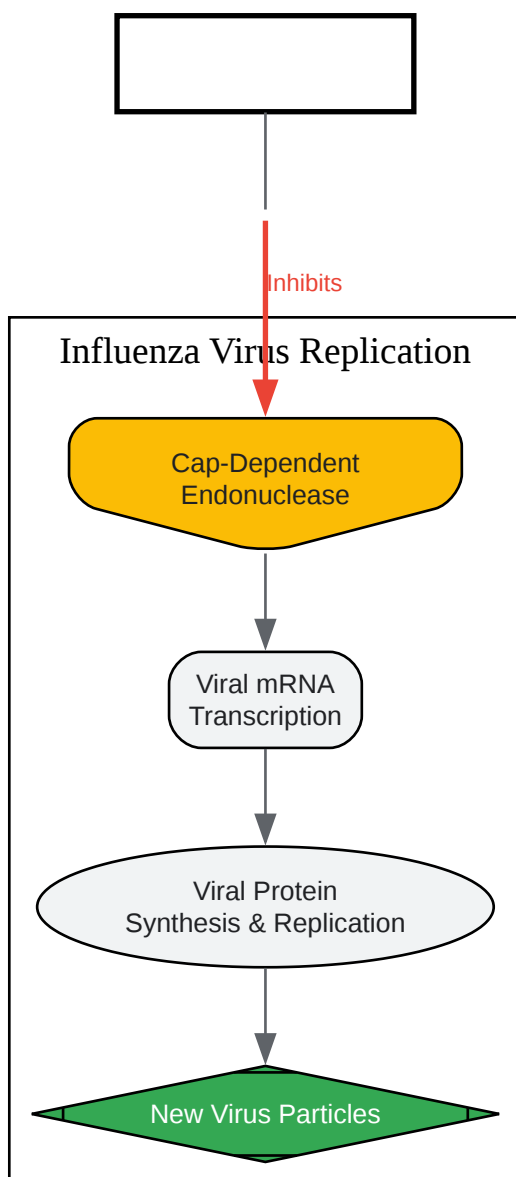 Inhibits
Influenza Virus Replication
Cap-Dependent
Endonuclease
Viral mRNA
Transcription
Viral Protein
Synthesis & Replication
New Virus Particles